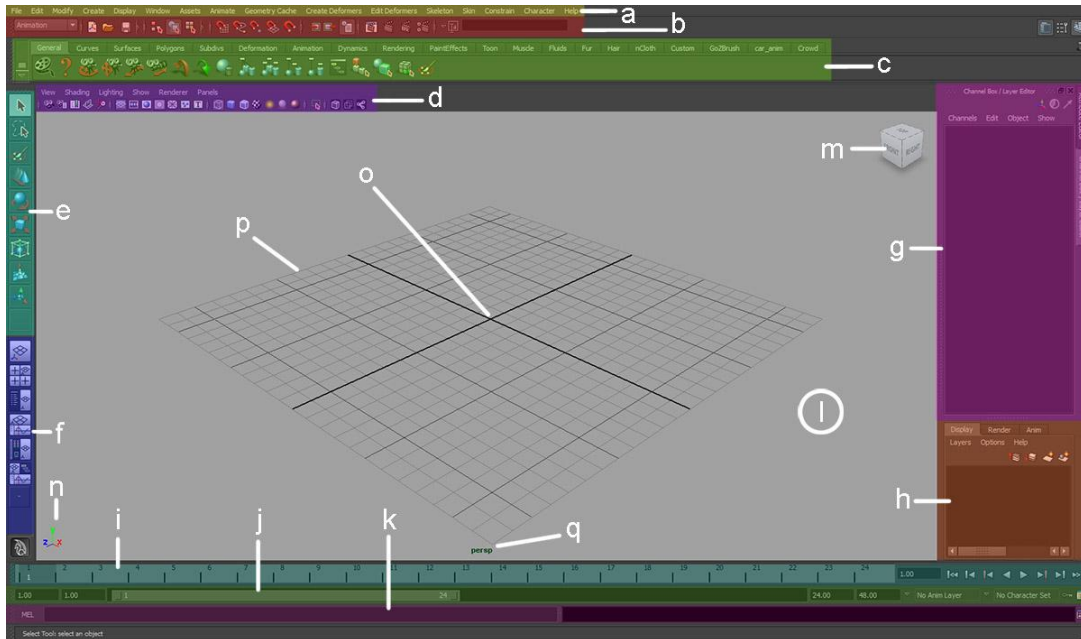 File Edit Modify Create Display Window Assets Animate Geometry Cache Create Deformers Edit Deformers Skeleton Skin Constrain Character Help
a
Animation
b
General Curves Surfaces Polygons Subdivs Deformation Animation Dynamics Rendering PaintEffects Toon Muscle Fluids Fur Hair nCloth Custom GoZBrush car_anim Crowd
c
View Shading Lighting Show Renderer Panels
d
Channel Box / Layer Editor
Channels Edit Object Show
m
FRONT RIGHT
o
e
p
g
l
f
Display Render Anim
Layers Options Help
h
n
i
j
k
q
y
z x
persp
1 2 3 4 5 6 7 8 9 10 11 12 13 14 15 16 17 18 19 20 21 22 23 24
1
1.00
1.00 1.00 1 24 24.00 48.00 No Anim Layer No Character Set
MEL
Select Tool: select an object